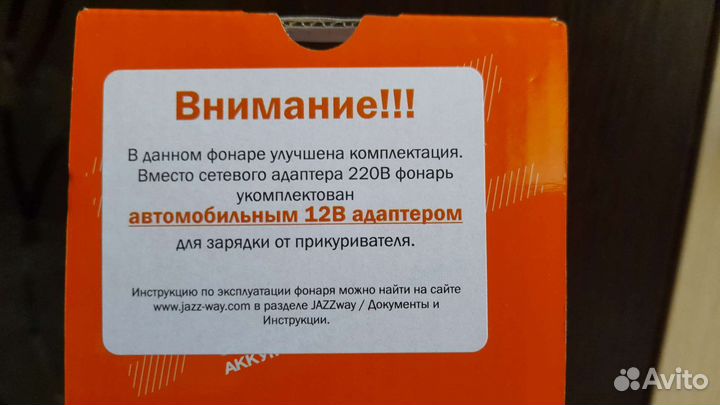 Внимание!!!
В данном фонаре улучшена комплектация.
Вместо сетевого адаптера 220В фонарь
укомплектован
автомобильным 12В адаптером
для зарядки от прикуривателя.
Инструкцию по эксплуатации фонаря можно найти на сайте
www.jazz-way.com в разделе JAZZway / Документы и
Инструкции.
Avito